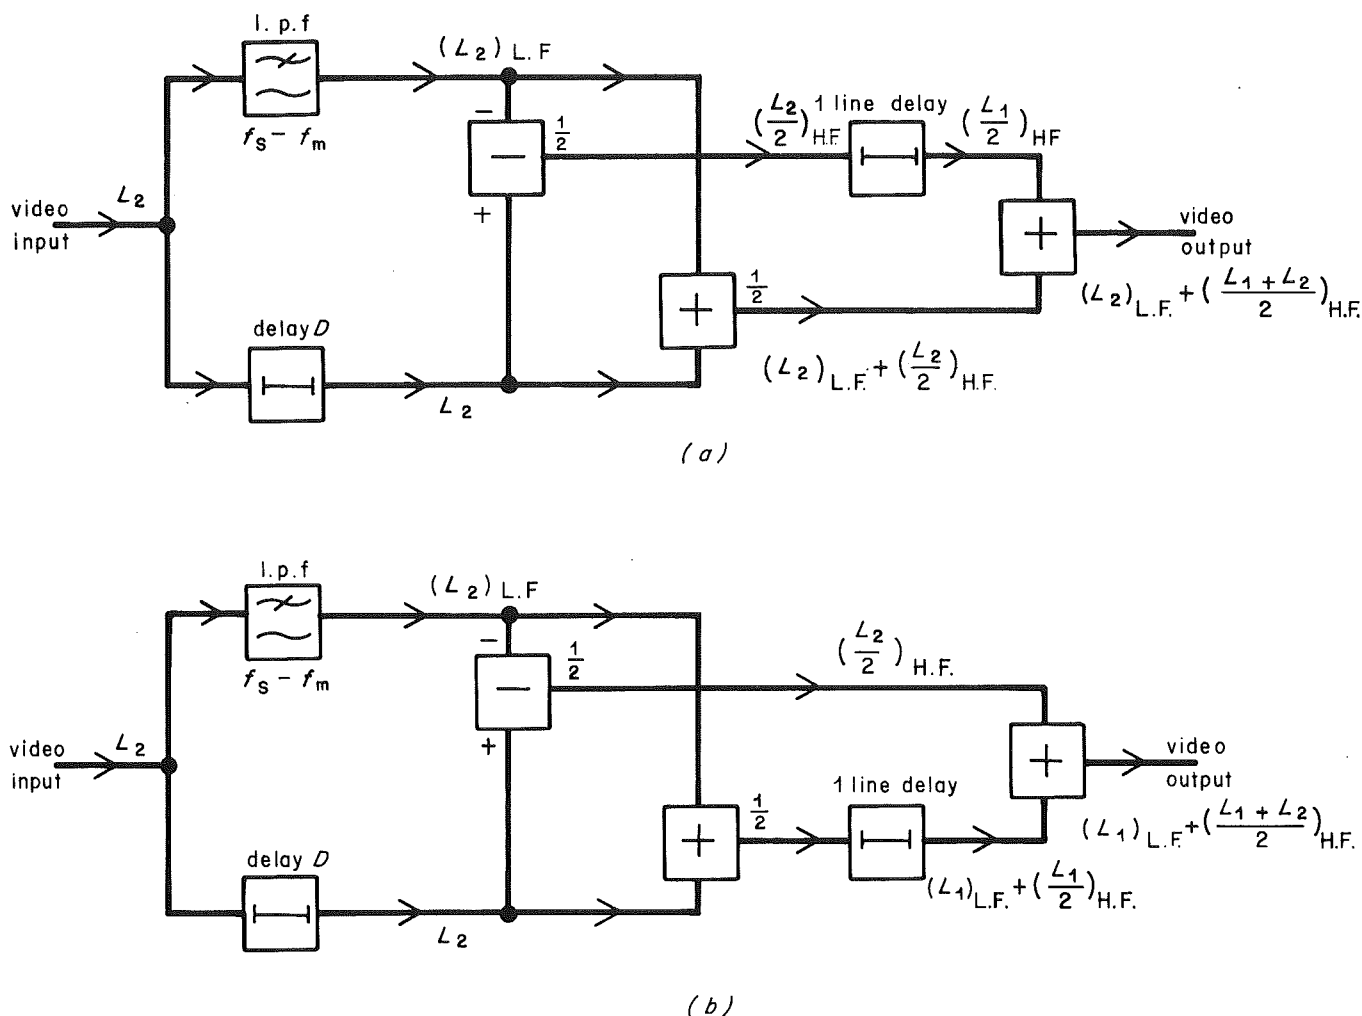 l.p.f
(L₂) L.F
f_s – f_m
–
1/2
–
+
(L₂/2) H.F.
1 line delay
(L₁/2) HF
L₂
video
input
+
video
output
(L₂) L.F. + (L₁ + L₂/2) H.F.
delay D
+
1/2
(L₂) L.F. + (L₂/2) H.F.
L₂
(a)
l.p.f
(L₂) L.F
f_s – f_m
–
1/2
–
+
(L₂/2) H.F.
L₂
video
input
+
video
output
(L₁) L.F. + (L₁ + L₂/2) H.F.
1 line delay
delay D
+
1/2
(L₁) L.F. + (L₁/2) H.F.
L₂
(b)